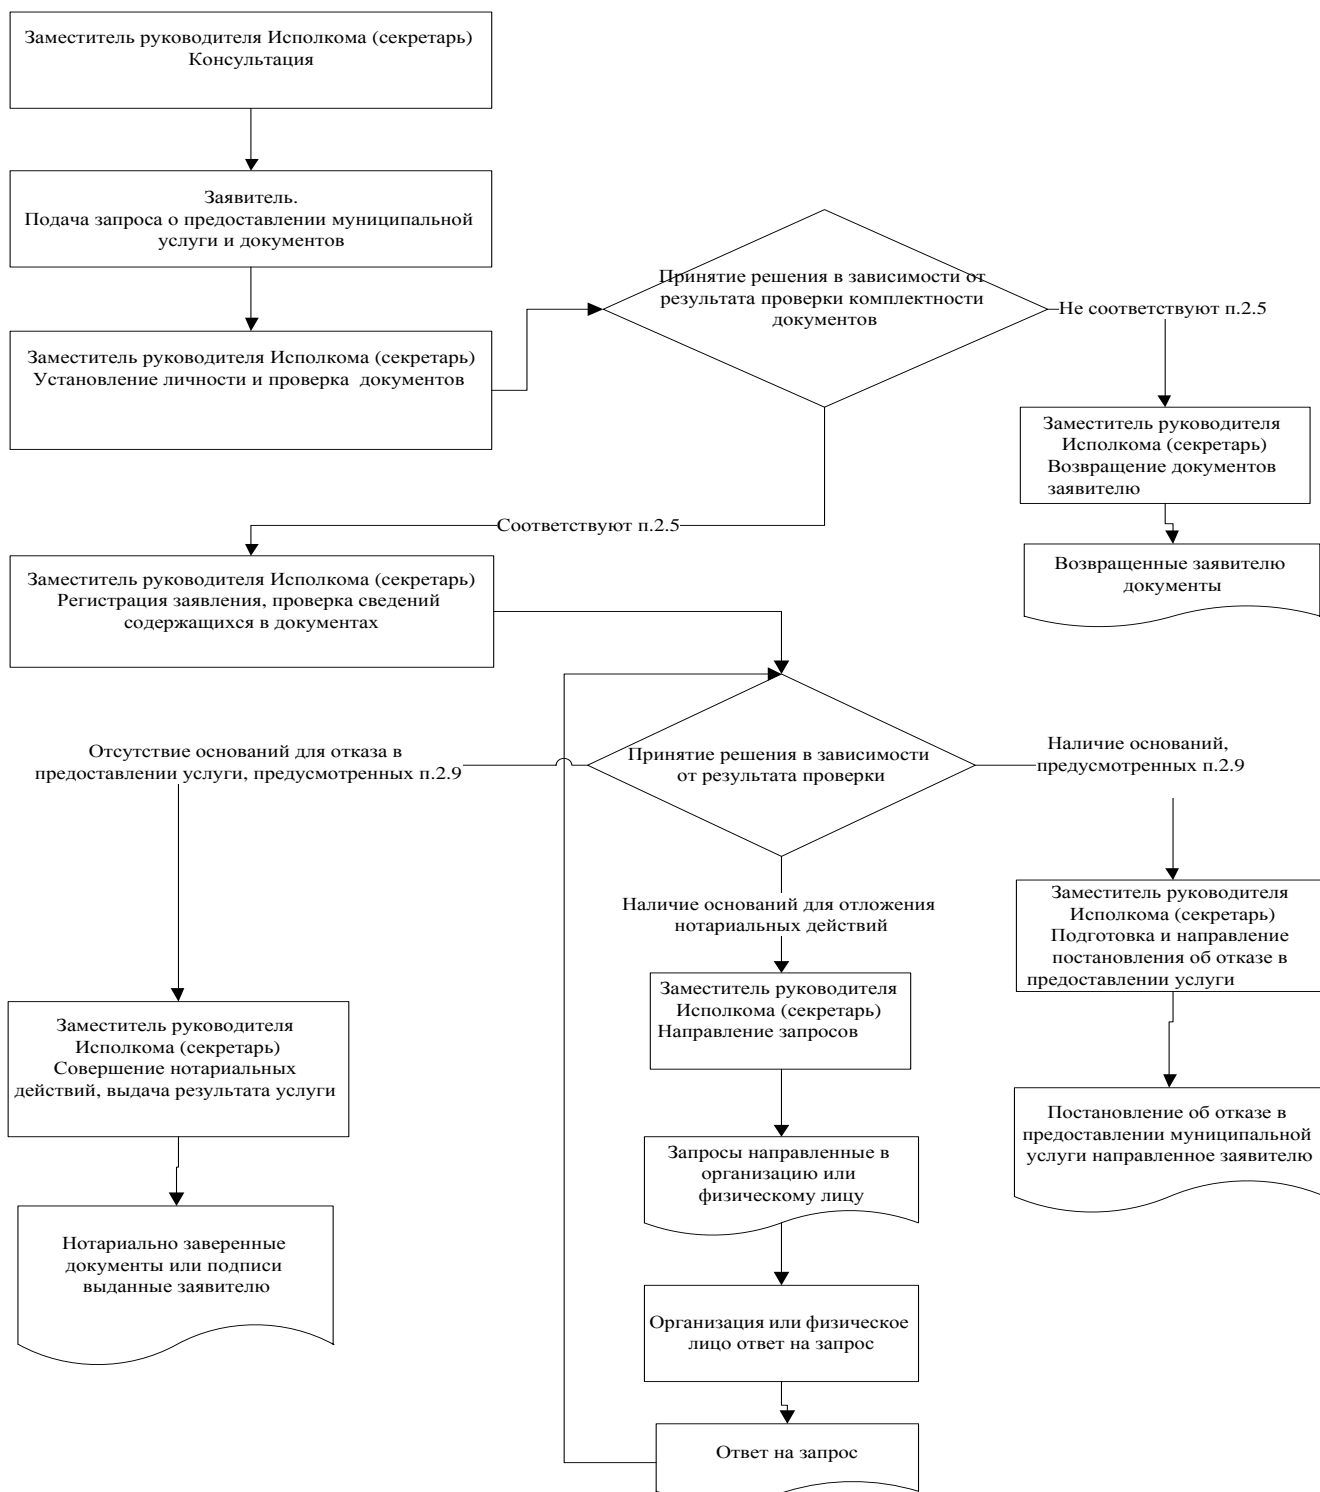 Заместитель руководителя Исполкома (секретарь)
Консультация
Заявитель.
Подача запроса о предоставлении муниципальной
услуги и документов
Заместитель руководителя Исполкома (секретарь)
Установление личности и проверка документов
Принятие решения в зависимости от
результата проверки комплектности
документов
Не соответствуют п.2.5
Заместитель руководителя
Исполкома (секретарь)
Возвращение документов
заявителю
Возвращенные заявителю
документы
Соответствуют п.2.5
Заместитель руководителя Исполкома (секретарь)
Регистрация заявления, проверка сведений
содержащихся в документах
Принятие решения в зависимости
от результата проверки
Отсутствие оснований для отказа в
предоставлении услуги, предусмотренных п.2.9
Наличие оснований,
предусмотренных п.2.9
Наличие оснований для отложения
нотариальных действий
Заместитель руководителя
Исполкома (секретарь)
Подготовка и направление
постановления об отказе в
предоставлении услуги
Заместитель руководителя
Исполкома (секретарь)
Направление запросов
Заместитель руководителя
Исполкома (секретарь)
Совершение нотариальных
действий, выдача результата услуги
Постановление об отказе в
предоставлении муниципальной
услуги направленное заявителю
Запросы направленные в
организацию или
физическому лицу
Нотариально заверенные
документы или подписи
выданные заявителю
Организация или физическое
лицо ответ на запрос
Ответ на запрос